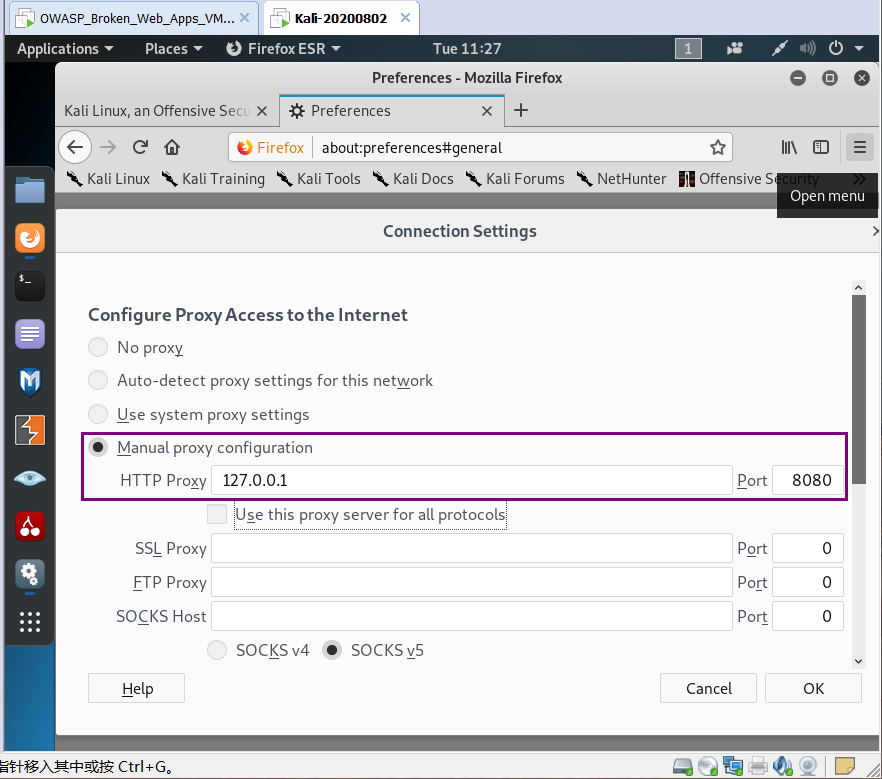 OWASP_Broken_Web_Apps_VM... Kali-20200802
Applications Places Firefox ESR Tue 11:27 1
Preferences - Mozilla Firefox
Kali Linux, an Offensive Secu Preferences
Firefox about:preferences#general
Kali Linux Kali Training Kali Tools Kali Docs Kali Forums NetHunter Offensive Security
Open menu
Connection Settings
Configure Proxy Access to the Internet
No proxy
Auto-detect proxy settings for this network
Use system proxy settings
Manual proxy configuration
HTTP Proxy 127.0.0.1 Port 8080
Use this proxy server for all protocols
SSL Proxy Port 0
FTP Proxy Port 0
SOCKS Host Port 0
SOCKS v4 SOCKS v5
Help Cancel OK
指针移入其中或按 Ctrl+G。